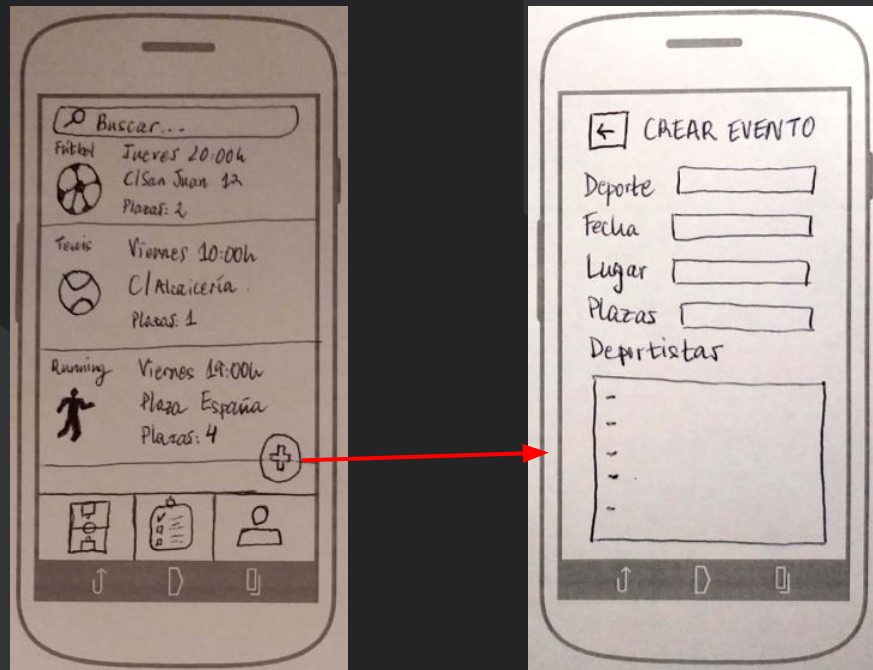 Buscar...
Fútbol
Jueves 20:00h
C/San Juan 12
Plazas: 2
Tenis
Viernes 10:00h
C/ Alcaicería.
Plazas: 1
Running
Viernes 19:00h
Plaza España
Plazas: 4
CREAR EVENTO
Deporte
Fecha
Lugar
Plazas
Deportistas
-
-
-
-
-